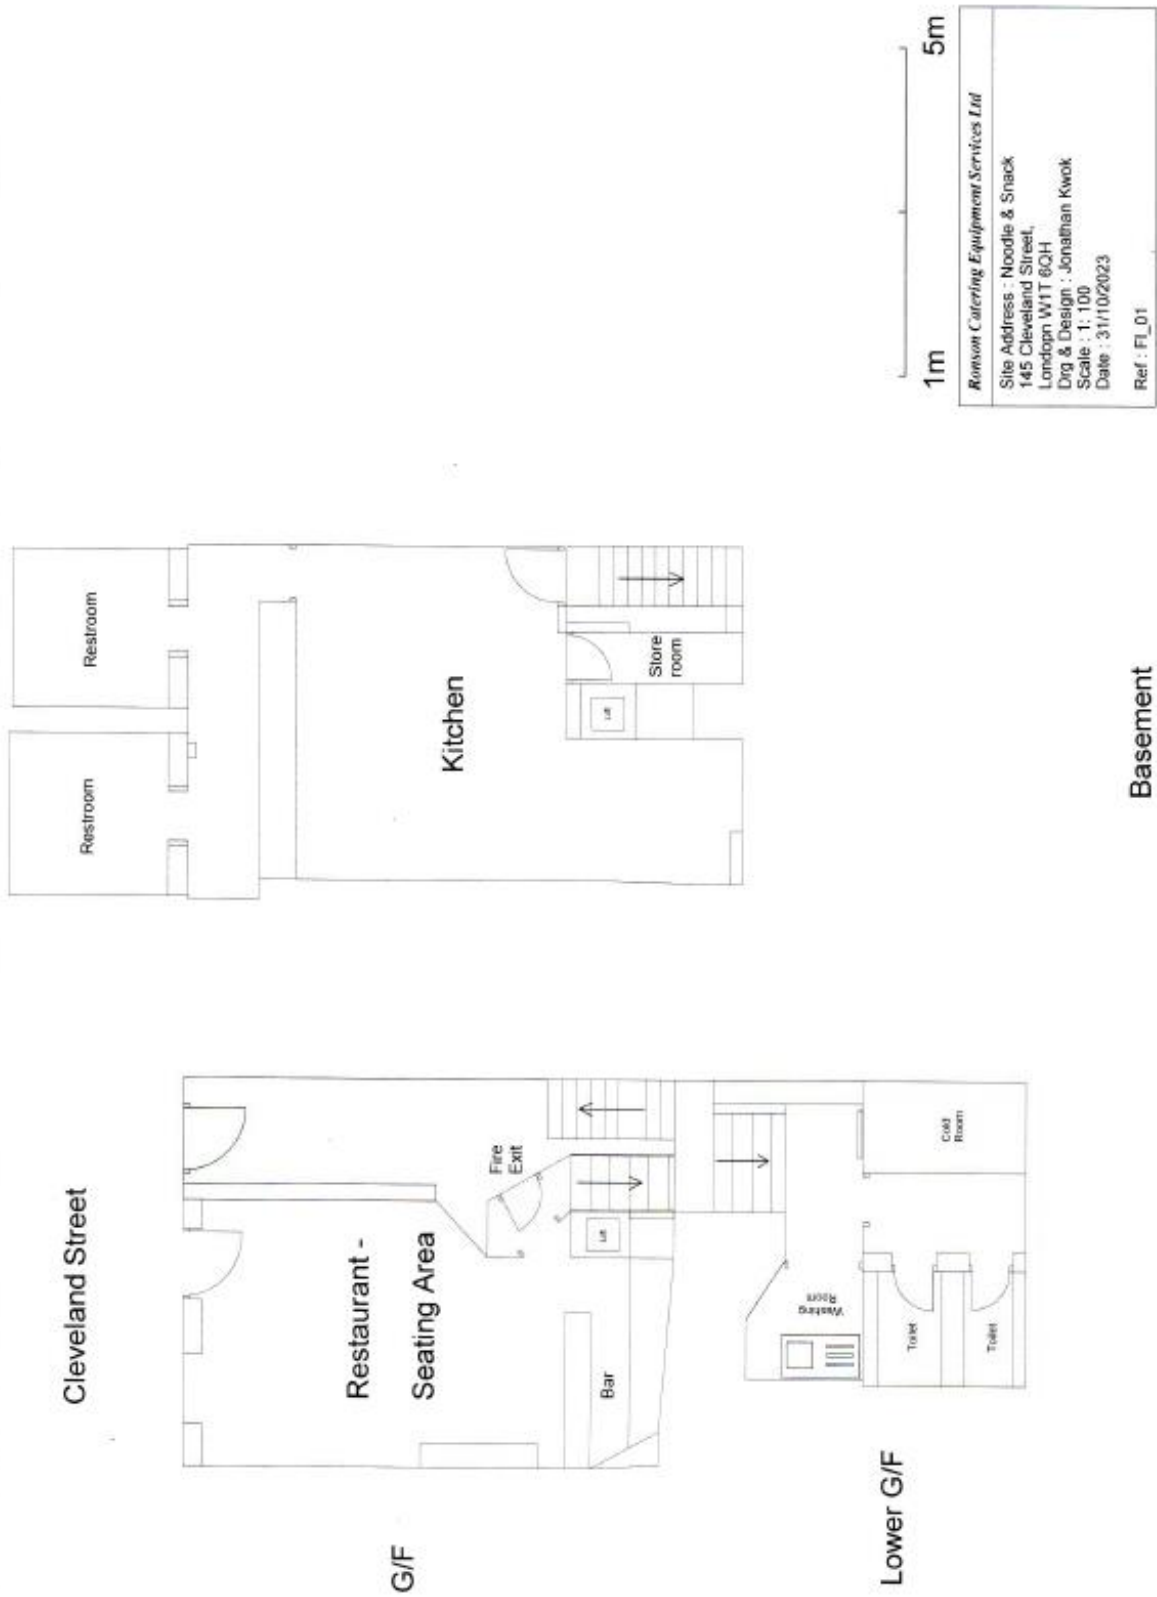 Cleveland Street
G/F
Restaurant -
Seating Area
Fire
Exit
Lift
Bar
Lower G/F
Washing
Room
Toilet
Toilet
Cold
Room
Restroom
Restroom
Kitchen
Store
room
Lift
Basement
1m
5m
Ronson Catering Equipment Services Ltd
Site Address : Noodle & Snack
145 Cleveland Street,
Londopn W1T 6QH
Drg & Design : Jonathan Kwok
Scale : 1: 100
Date : 31/10/2023
Ref : FI_01